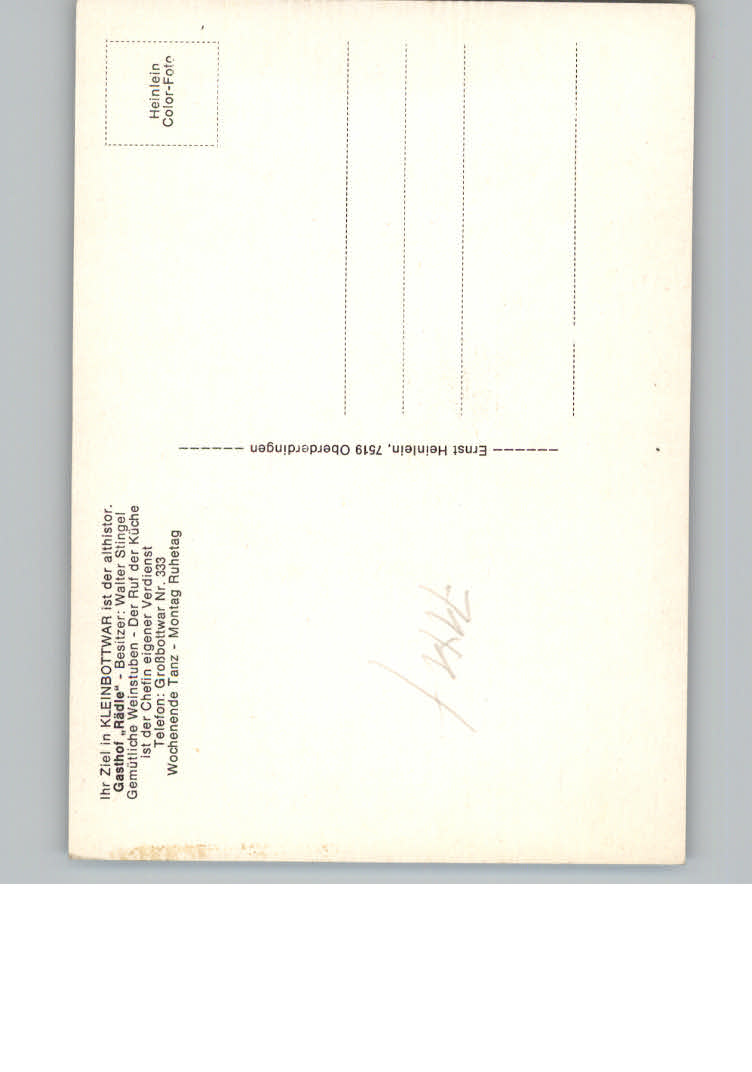 Ihr Ziel in KLEINBOTTWAR ist der althistor.
Gasthof „Rädle“ - Besitzer: Walter Stingel
Gemütliche Weinstuben - Der Ruf der Küche
ist der Chefin eigener Verdienst
Telefon: Großbottwar Nr. 333
Wochenende Tanz - Montag Ruhetag
Ernst Heinlein, 7519 Oberderdingen
Heinlein
Color-Foto